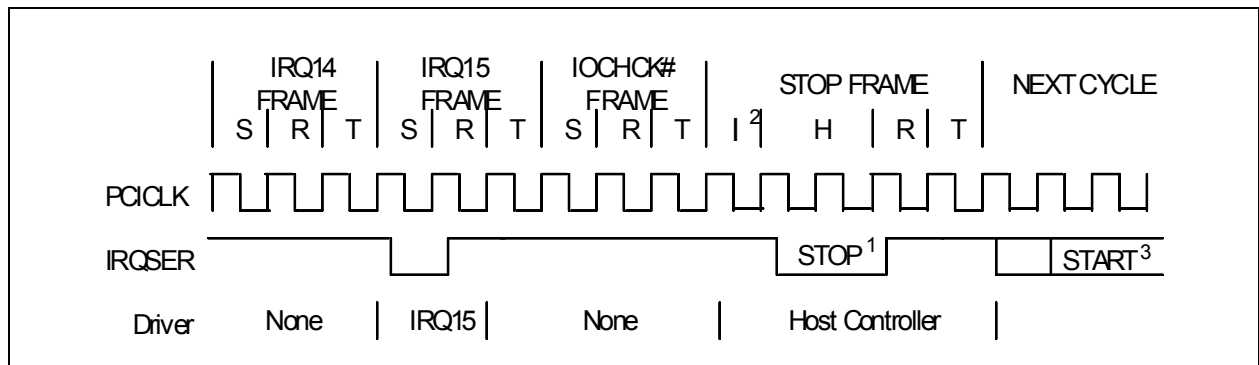 IRQ14 FRAME IRQ15 FRAME IOCHCK# FRAME STOP FRAME NEXT CYCLE
S R T S R T S R T I 2 H R T
PCICLK
IRQSER STOP 1 START 3
Driver None IRQ15 None Host Controller